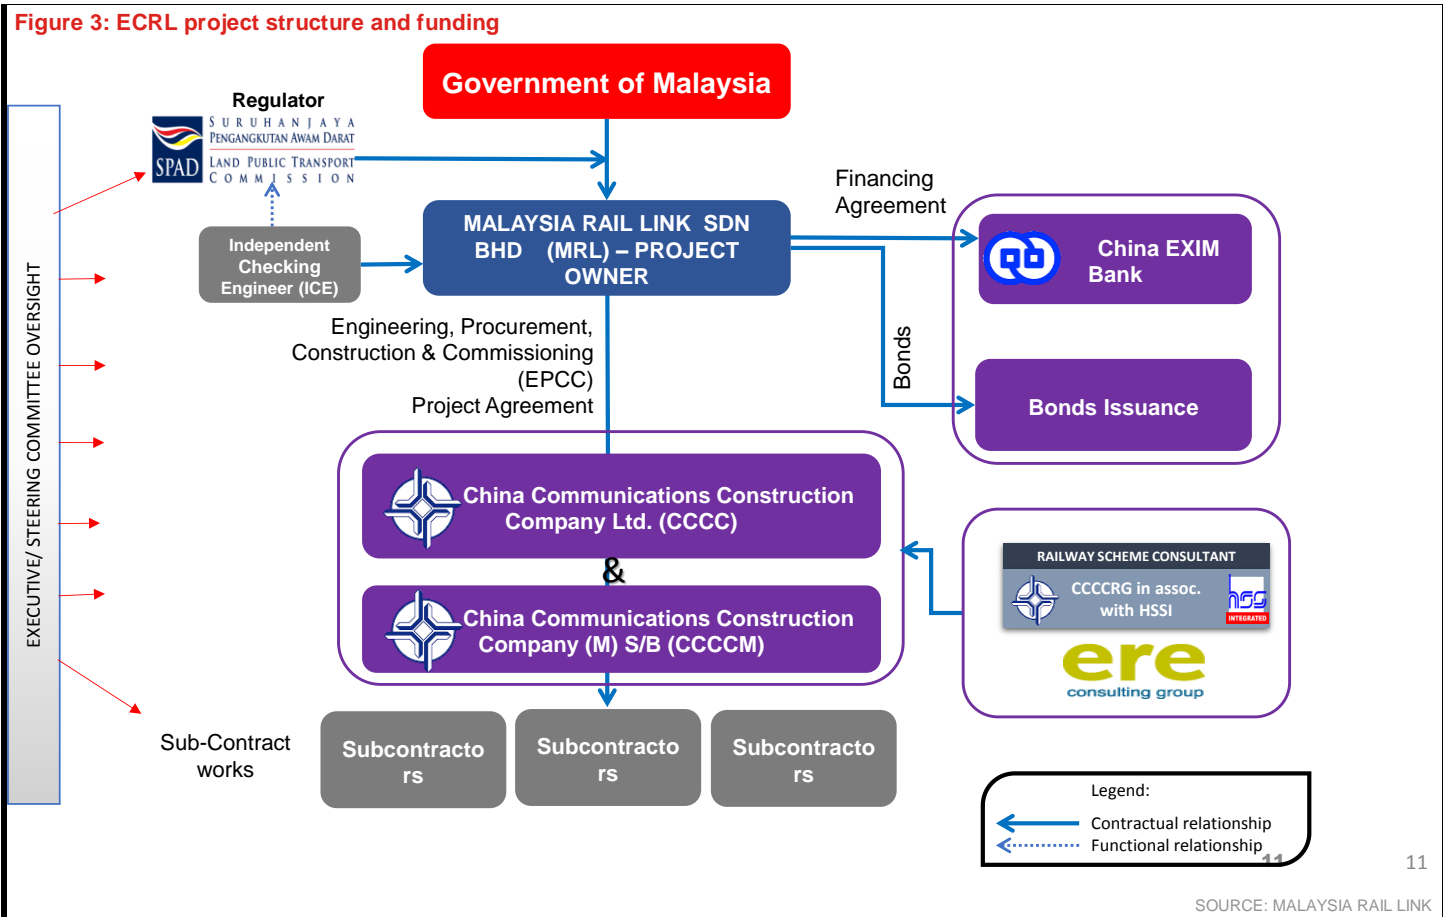 Figure 3: ECRL project structure and funding
Government of Malaysia
Regulator
SURUHANJAYA
PENGANGKUTAN AWAM DARAT
SPAD
LAND PUBLIC TRANSPORT
COMMISSION
Independent
Checking
Engineer (ICE)
MALAYSIA RAIL LINK SDN
BHD (MRL) – PROJECT
OWNER
Financing
Agreement
China EXIM
Bank
Bonds
Bonds Issuance
EXECUTIVE/ STEERING COMMITTEE OVERSIGHT
Engineering, Procurement,
Construction & Commissioning
(EPCC)
Project Agreement
China Communications Construction
Company Ltd. (CCCC)
&
China Communications Construction
Company (M) S/B (CCCCM)
RAILWAY SCHEME CONSULTANT
CCCCRG in assoc.
with HSSI
hss
INTEGRATED
ere
consulting group
Sub-Contract
works
Subcontracto
rs
Subcontracto
rs
Subcontracto
rs
Legend:
Contractual relationship
Functional relationship
11
11
SOURCE: MALAYSIA RAIL LINK